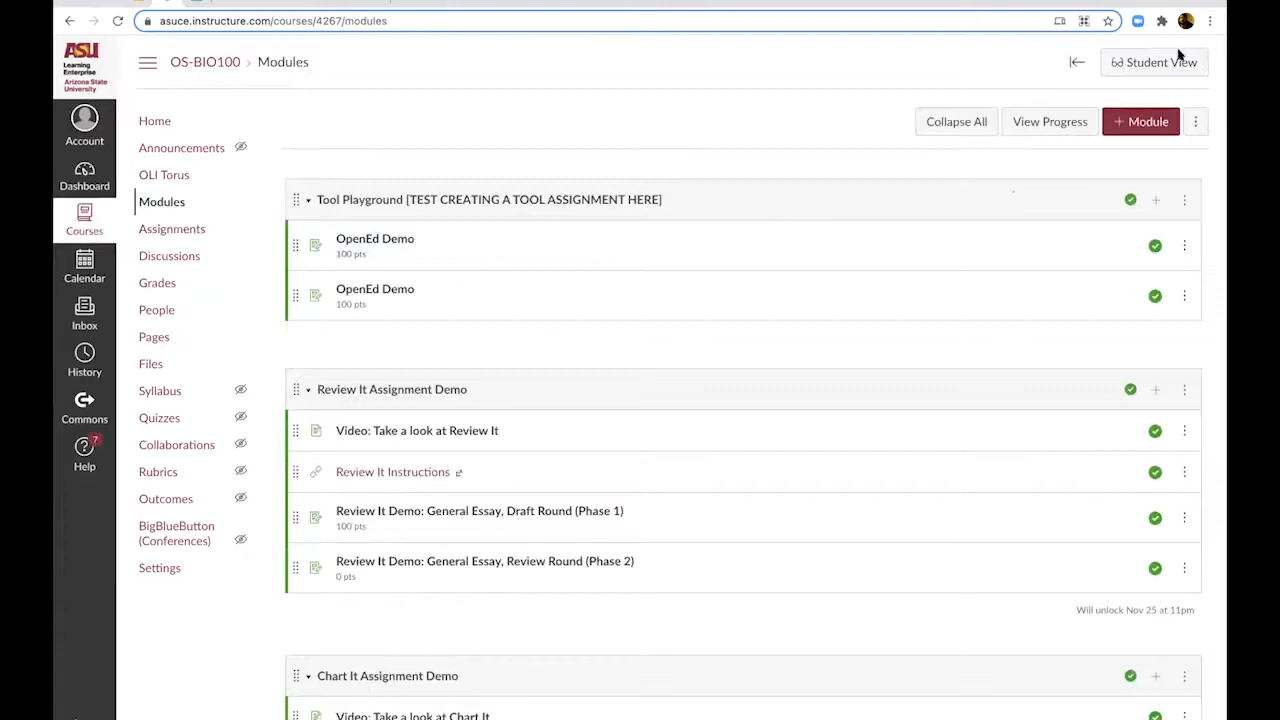 asuce.instructure.com/courses/4267/modules
ASU
Learning
Enterprise
Arizona State
University
OS-BIO100 › Modules
Student View
Account
Dashboard
Courses
Calendar
Inbox
History
Commons
7
Help
Home
Announcements
OLI Torus
Modules
Assignments
Discussions
Grades
People
Pages
Files
Syllabus
Quizzes
Collaborations
Rubrics
Outcomes
BigBlueButton
(Conferences)
Settings
Collapse All
View Progress
+ Module
Tool Playground [TEST CREATING A TOOL ASSIGNMENT HERE]
OpenEd Demo
100 pts
OpenEd Demo
100 pts
Review It Assignment Demo
Video: Take a look at Review It
Review It Instructions
Review It Demo: General Essay, Draft Round (Phase 1)
100 pts
Review It Demo: General Essay, Review Round (Phase 2)
0 pts
Will unlock Nov 25 at 11pm
Chart It Assignment Demo
Video: Take a look at Chart It